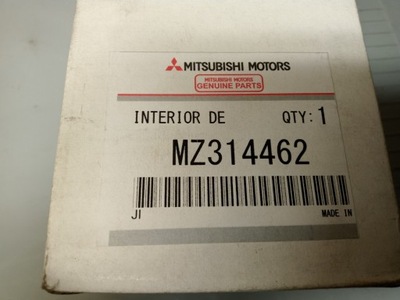 MITSUBISHI MOTORS
MITSUBISHI MOTORS
GENUINE PARTS
INTERIOR DE QTY: 1
MZ314462
JI MADE IN